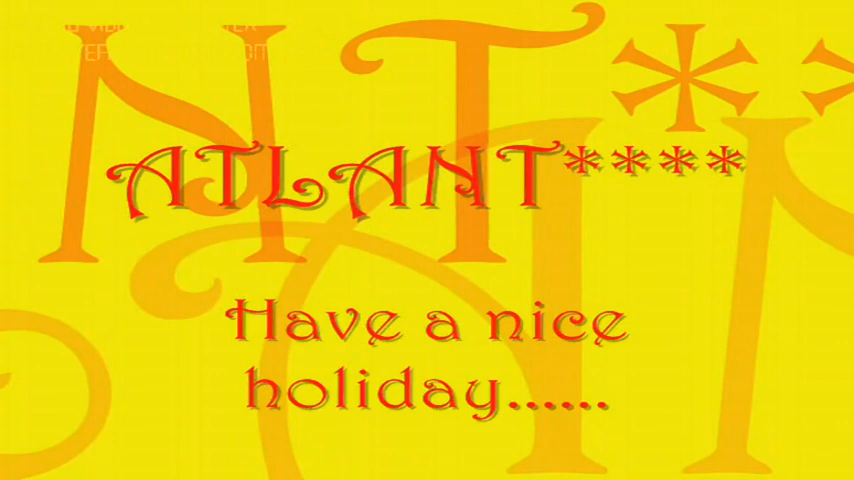 ATLANT****
Have a nice
holiday......